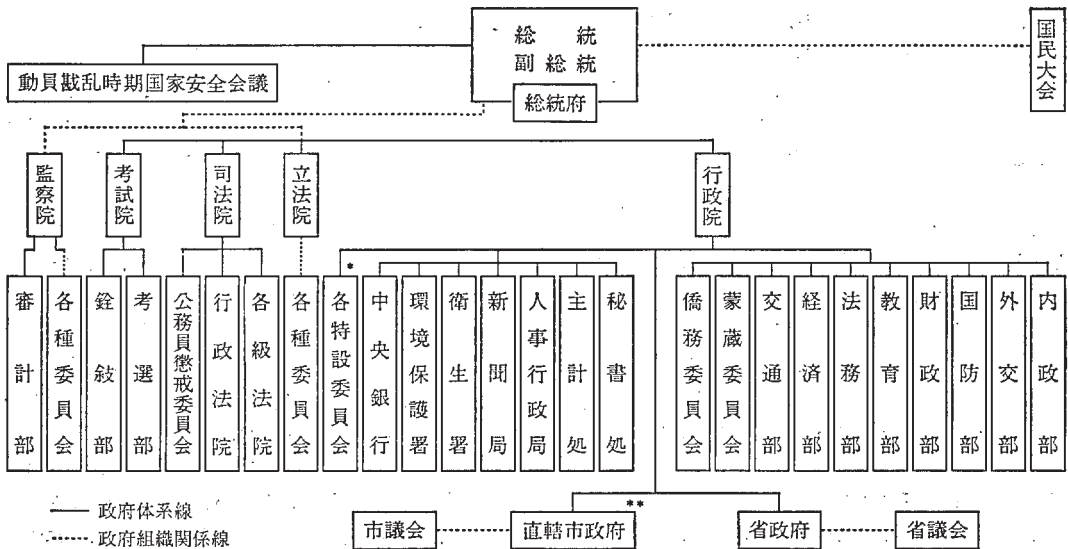 総統
副総統
総統府
国民大会
動員戡乱時期国家安全会議
監察院
考試院
司法院
立法院
行政院
審計部
各種委員会
銓敍部
考選部
公務員懲戒委員会
行政法院
各級法院
各種委員会
*
各特設委員会
中央銀行
環境保護署
衛生署
新聞局
人事行政局
主計処
秘書処
僑務委員会
蒙蔵委員会
交通部
経済部
法務部
教育部
財政部
国防部
外交部
内政部
政府体系線
政府組織関係線
市議会
直轄市政府
**
省政府
省議会